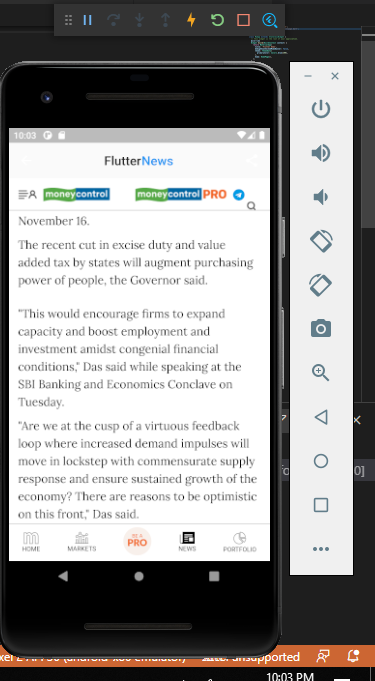 10:03
FlutterNews
moneycontrol moneycontrol PRO
November 16.
The recent cut in excise duty and value
added tax by states will augment purchasing
power of people, the Governor said.
"This would encourage firms to expand
capacity and boost employment and
investment amidst congenial financial
conditions," Das said while speaking at the
SBI Banking and Economics Conclave on
Tuesday.
"Are we at the cusp of a virtuous feedback
loop where increased demand impulses will
move in lockstep with commensurate supply
response and ensure sustained growth of the
economy? There are reasons to be optimistic
on this front," Das said.
HOME MARKETS BE A PRO NEWS PORTFOLIO
unsupported
10:03 PM